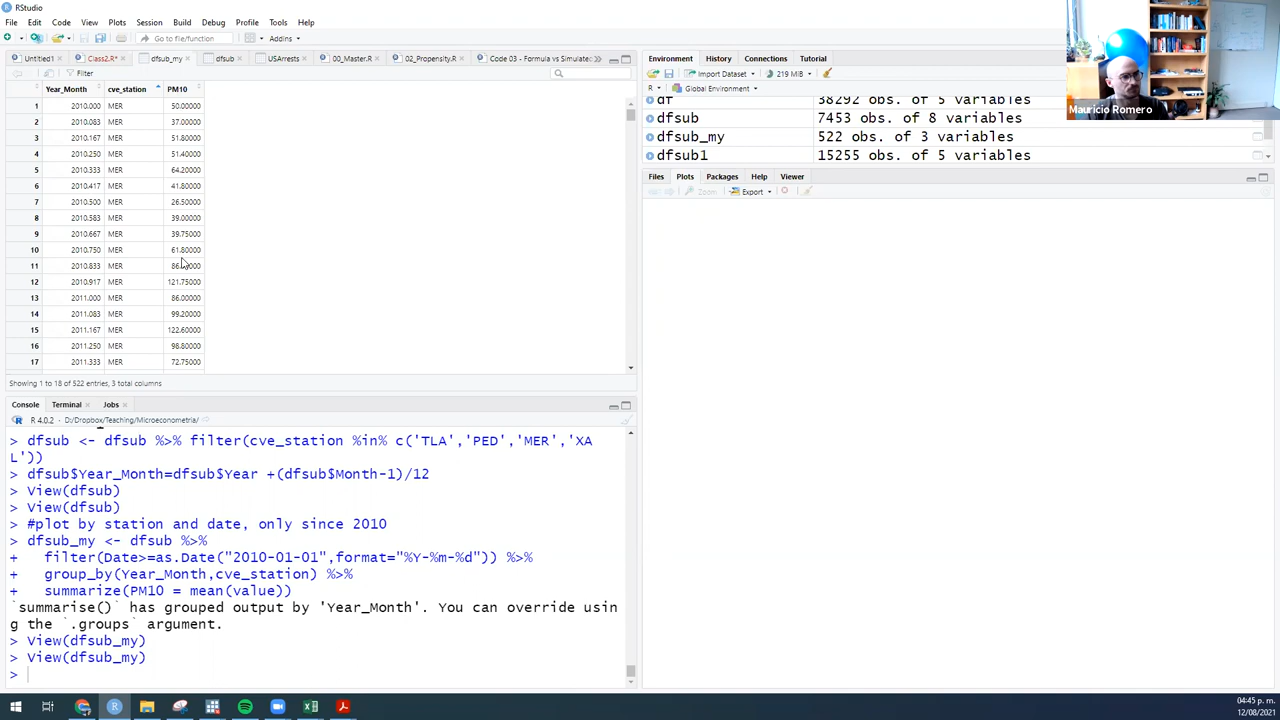 RStudio
File Edit Code View Plots Session Build Debug Profile Tools Help
Go to file/function Addins
Untitled1 Class2.R* dfsub_my dfsub USArrests 00_Master.R 02_Propensity.R Code 03 - Formula vs Simulate
Filter
Year_Month cve_station PM10
1 2010.000 MER 50.00000
2 2010.083 MER 37.00000
3 2010.167 MER 51.80000
4 2010.250 MER 51.40000
5 2010.333 MER 64.20000
6 2010.417 MER 41.80000
7 2010.500 MER 26.50000
8 2010.583 MER 39.00000
9 2010.667 MER 39.75000
10 2010.750 MER 61.80000
11 2010.833 MER
12 2010.917 MER 121.75000
13 2011.000 MER 86.00000
14 2011.083 MER 99.20000
15 2011.167 MER 122.60000
16 2011.250 MER 98.80000
17 2011.333 MER 72.75000
Showing 1 to 18 of 522 entries, 3 total columns
Console Terminal Jobs
R 4.0.2 · D:/Dropbox/Teaching/Microeconometria/
> dfsub <- dfsub %>% filter(cve_station %in% c('TLA','PED','MER','XA
L'))
> dfsub$Year_Month=dfsub$Year +(dfsub$Month-1)/12
> View(dfsub)
> View(dfsub)
> #plot by station and date, only since 2010
> dfsub_my <- dfsub %>%
+   filter(Date>=as.Date("2010-01-01",format="%Y-%m-%d")) %>%
+   group_by(Year_Month,cve_station) %>%
+   summarize(PM10 = mean(value))
`summarise()` has grouped output by 'Year_Month'. You can override usin
g the `.groups` argument.
> View(dfsub_my)
> View(dfsub_my)
>
Environment History Connections Tutorial
Import Dataset 219 MiB
R Global Environment
df 38292 obs. of 5 variables
dfsub 7453 obs. of 8 variables
dfsub_my 522 obs. of 3 variables
dfsub1 15255 obs. of 5 variables
Files Plots Packages Help Viewer
Zoom Export
Mauricio Romero
04:45 p. m.
12/08/2021